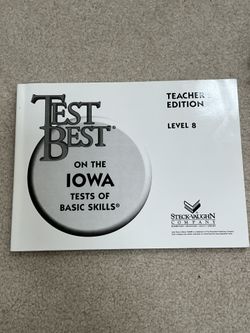 TEST
BEST®
ON THE
IOWA
TESTS OF
BASIC SKILLS®
TEACHER'S
EDITION
LEVEL 8
STECK-VAUGHN
COMPANY